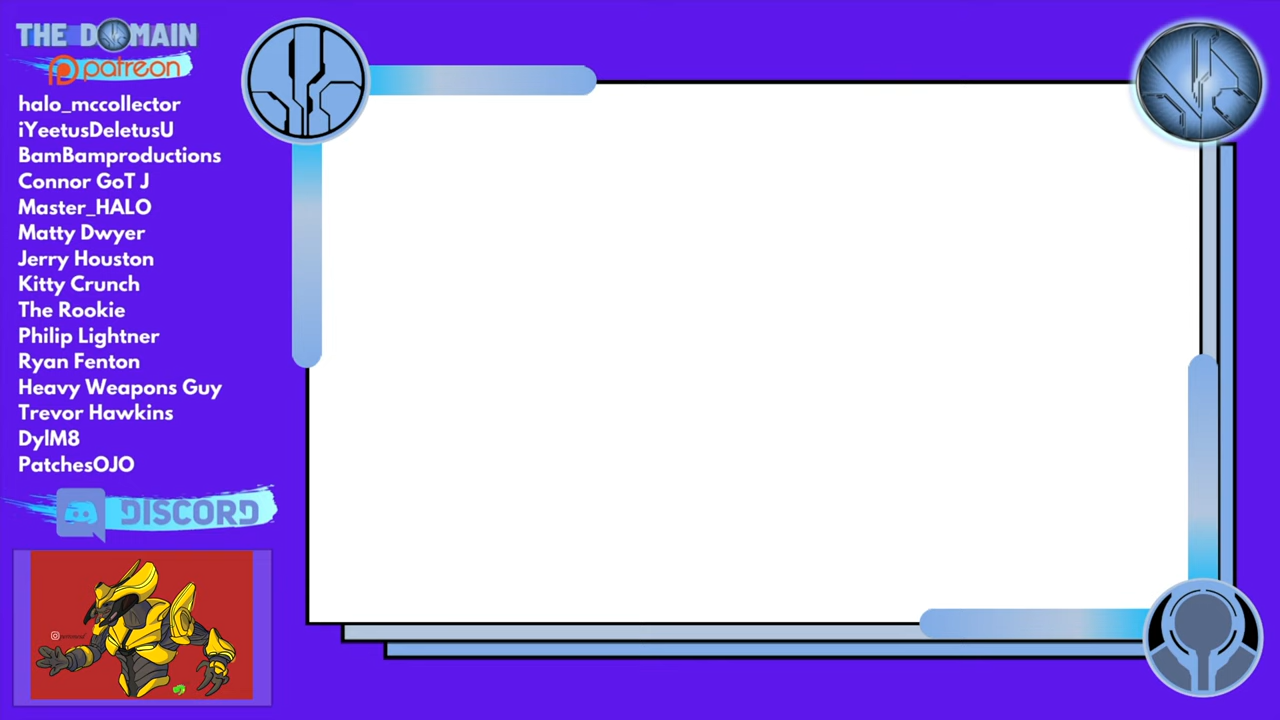 THE DOMAIN
patreon
halo_mccollector
iYeetusDeletusU
BamBamproductions
Connor GoT J
Master_HALO
Matty Dwyer
Jerry Houston
Kitty Crunch
The Rookie
Philip Lightner
Ryan Fenton
Heavy Weapons Guy
Trevor Hawkins
DylM8
PatchesOJO
DISCORD